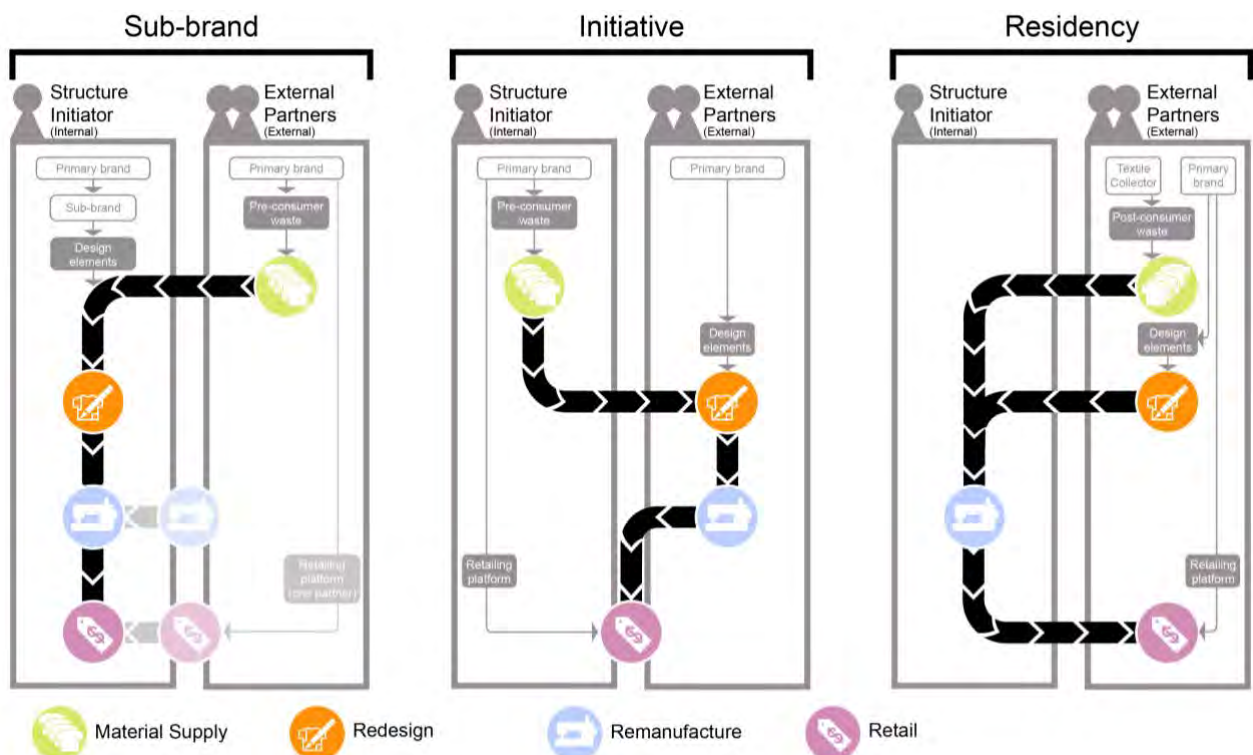 Sub-brand
Structure
Initiator
(Internal)
External
Partners
(External)
Primary brand
Sub-brand
Design
elements
Primary brand
Pre-consumer
waste
Retailing
platform
(one partner)
Initiative
Structure
Initiator
(Internal)
External
Partners
(External)
Primary brand
Pre-consumer
waste
Retailing
platform
Primary brand
Design
elements
Residency
Structure
Initiator
(Internal)
External
Partners
(External)
Textile
Collector
Primary
brand
Post-consumer
waste
Design
elements
Retailing
platform
Material Supply
Redesign
Remanufacture
Retail